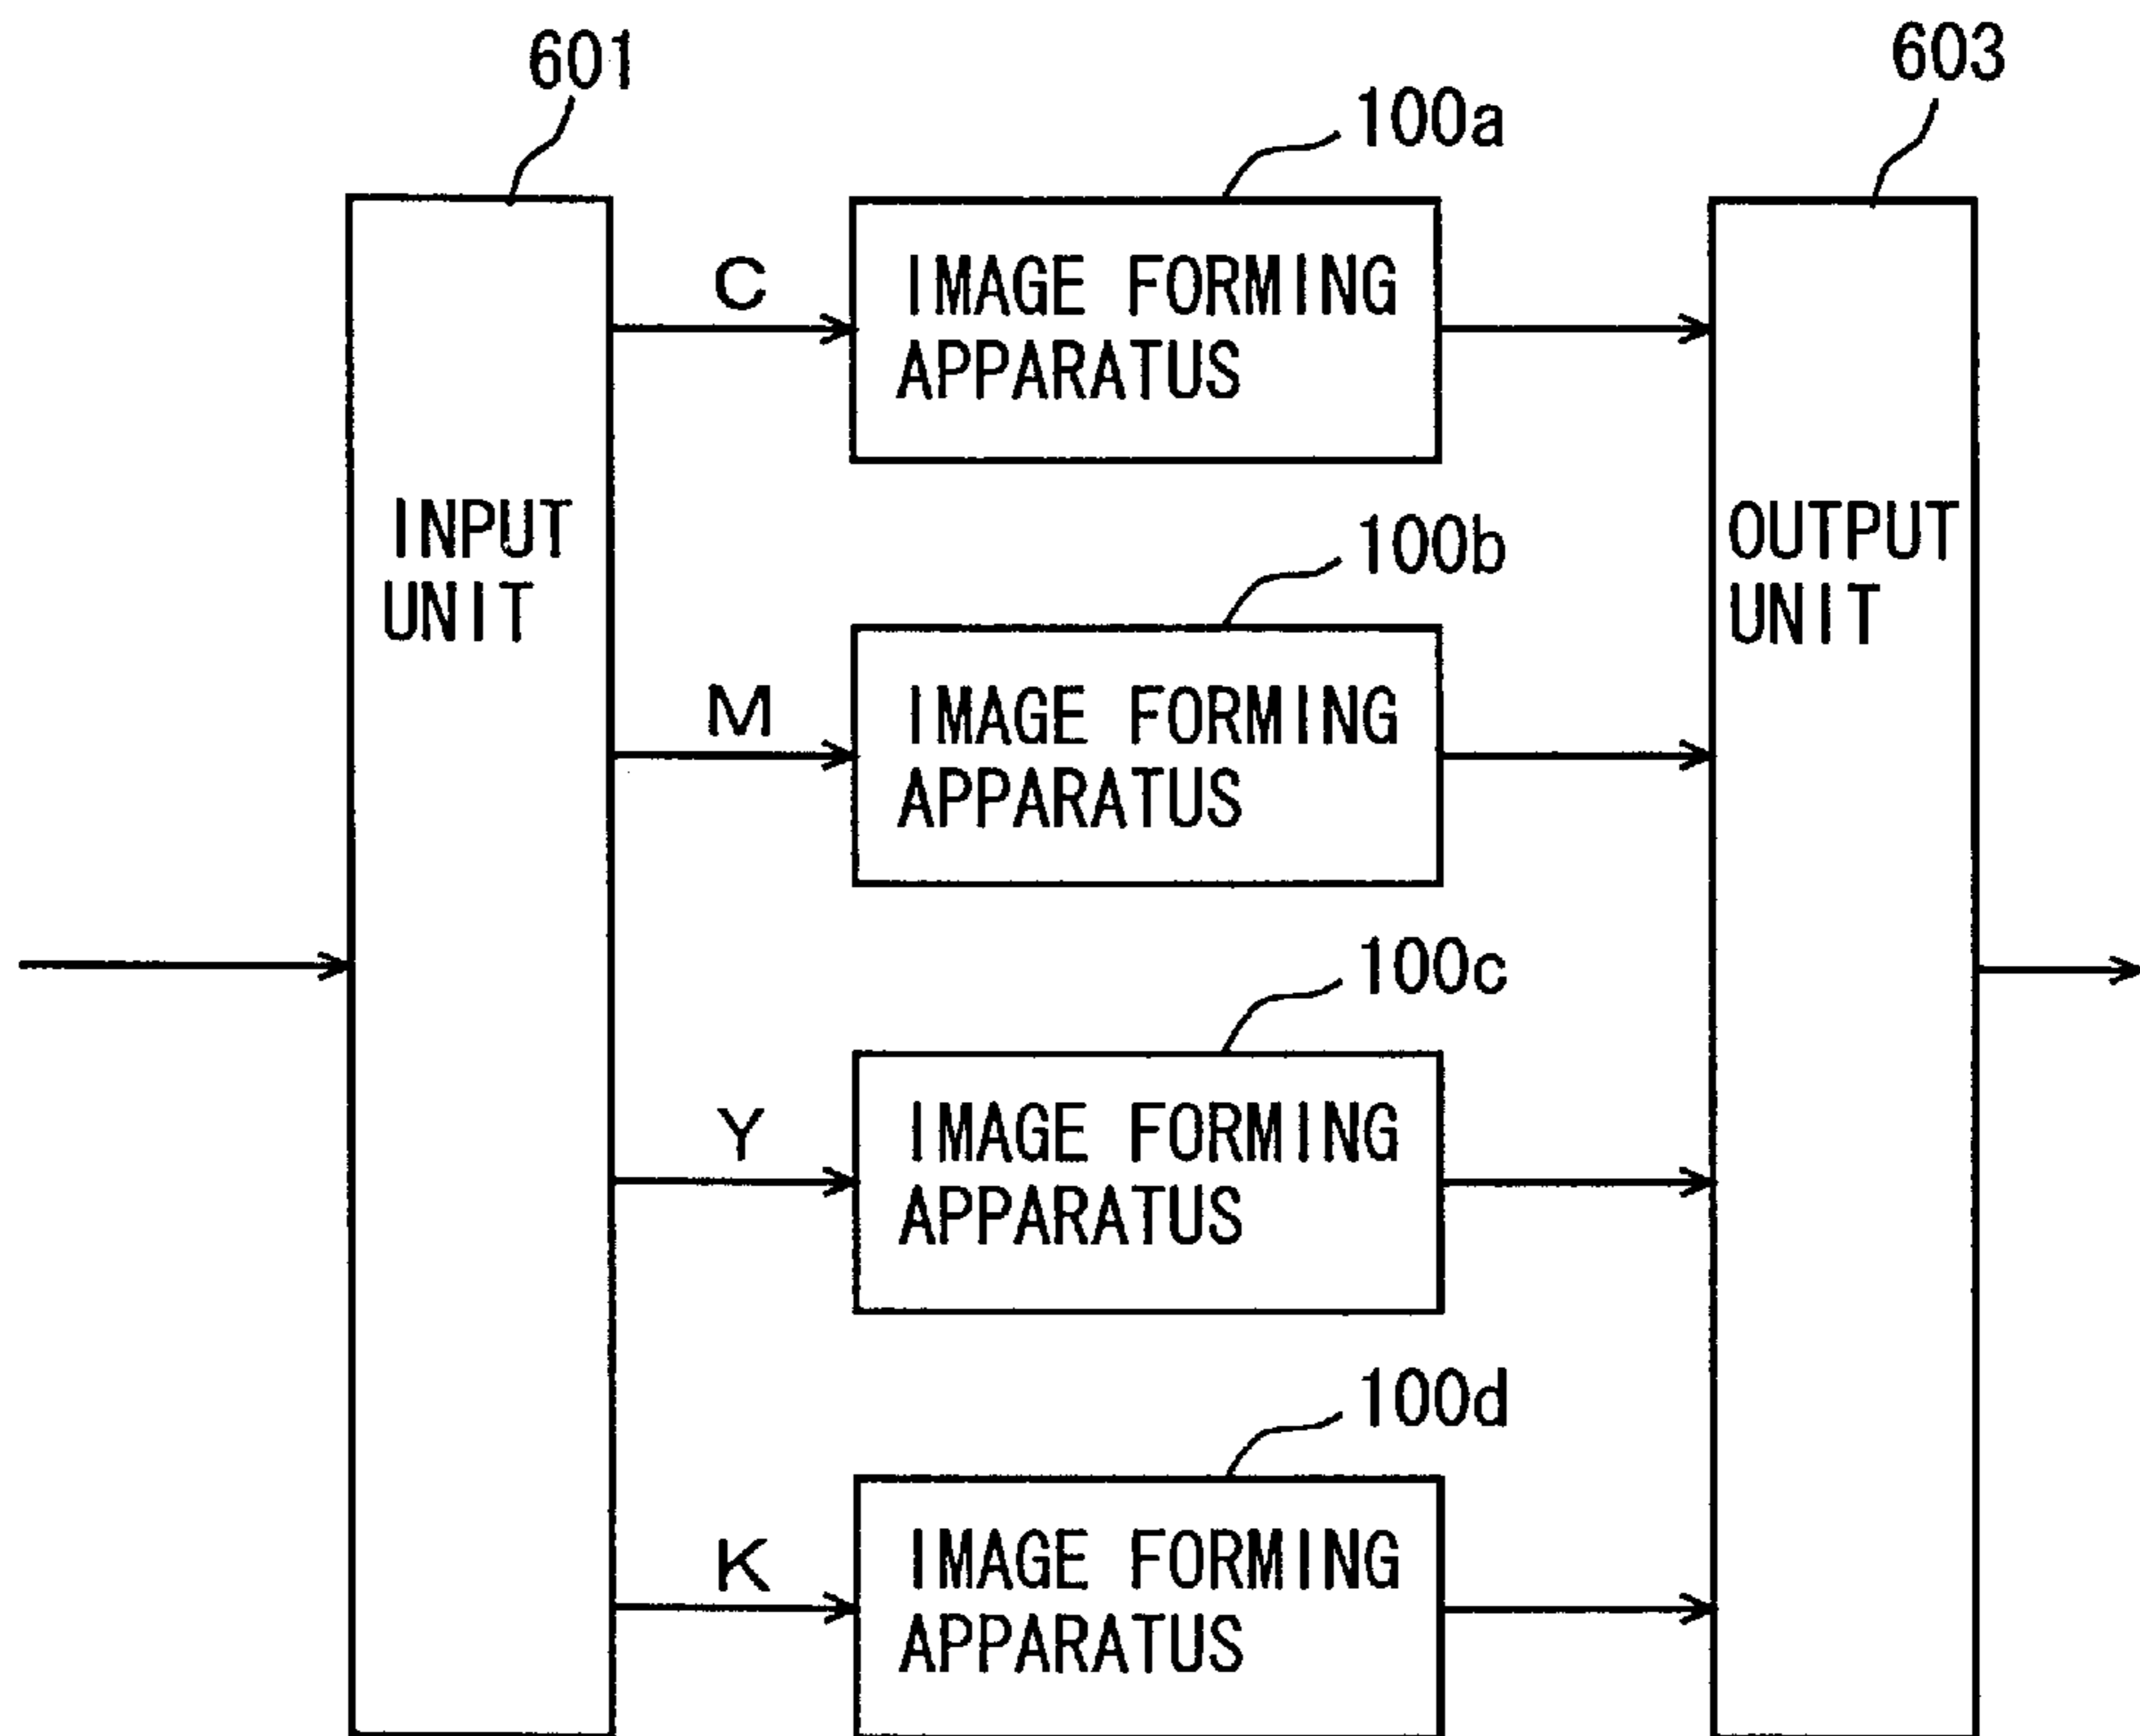 601
603
100a
C
IMAGE FORMING
APPARATUS
INPUT
UNIT
OUTPUT
UNIT
100b
M
IMAGE FORMING
APPARATUS
100c
Y
IMAGE FORMING
APPARATUS
100d
K
IMAGE FORMING
APPARATUS